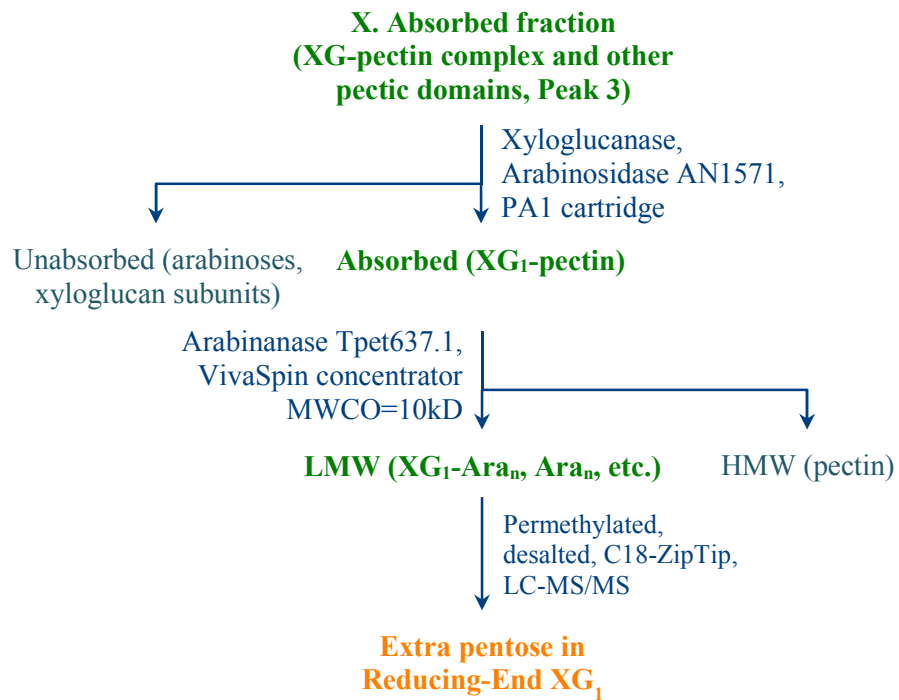 X. Absorbed fraction
(XG-pectin complex and other
pectic domains, Peak 3)
Xyloglucanase,
Arabinosidase AN1571,
PA1 cartridge
Unabsorbed (arabinoses,
xyloglucan subunits)
Absorbed (XG₁-pectin)
Arabinanase Tpet637.1,
VivaSpin concentrator
MWCO=10kD
LMW (XG₁-Araₙ, Araₙ, etc.)
HMW (pectin)
Permethylated,
desalted, C18-ZipTip,
LC-MS/MS
Extra pentose in
Reducing-End XG₁